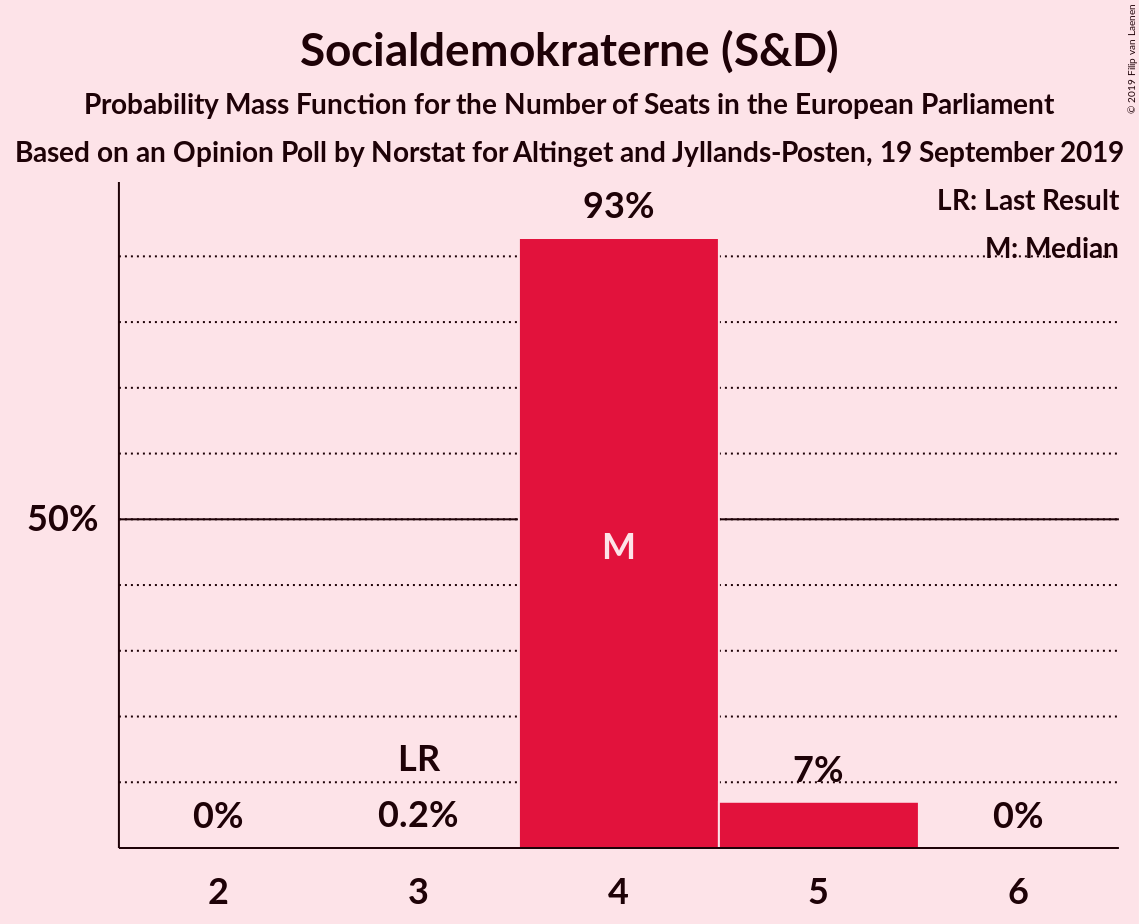 Socialdemokraterne (S&D)
Probability Mass Function for the Number of Seats in the European Parliament
Based on an Opinion Poll by Norstat for Altinget and Jyllands-Posten, 19 September 2019
© 2019 Filip van Laenen
LR: Last Result
M: Median
93%
50%
M
LR
7%
0%
0.2%
0%
2
3
4
5
6